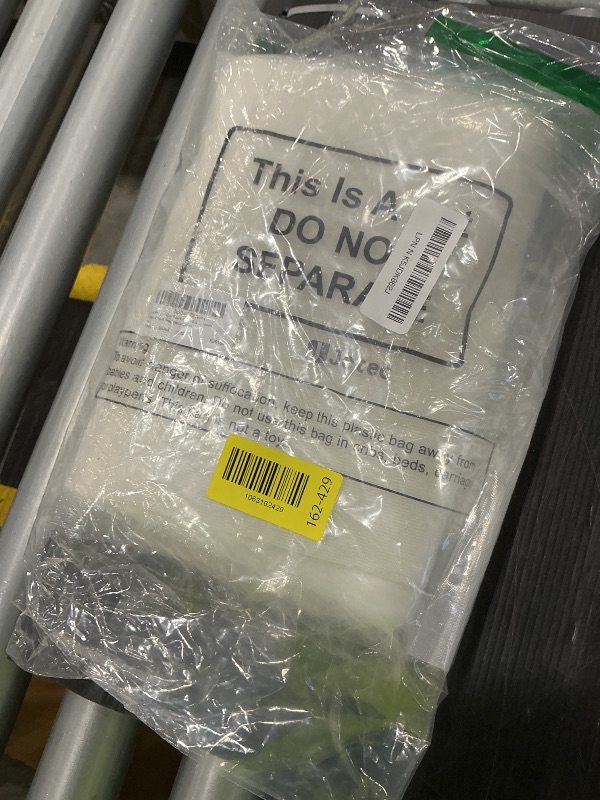 This Is A
DO NO
SEPARA
LPN N KSJDKG92J
Warning
To avoid danger of suffocation, keep this plastic bag away from
babies and children. Do not use this bag in cribs, beds, carriages
playpens. This bag is not a toy.
1063162429
162-429